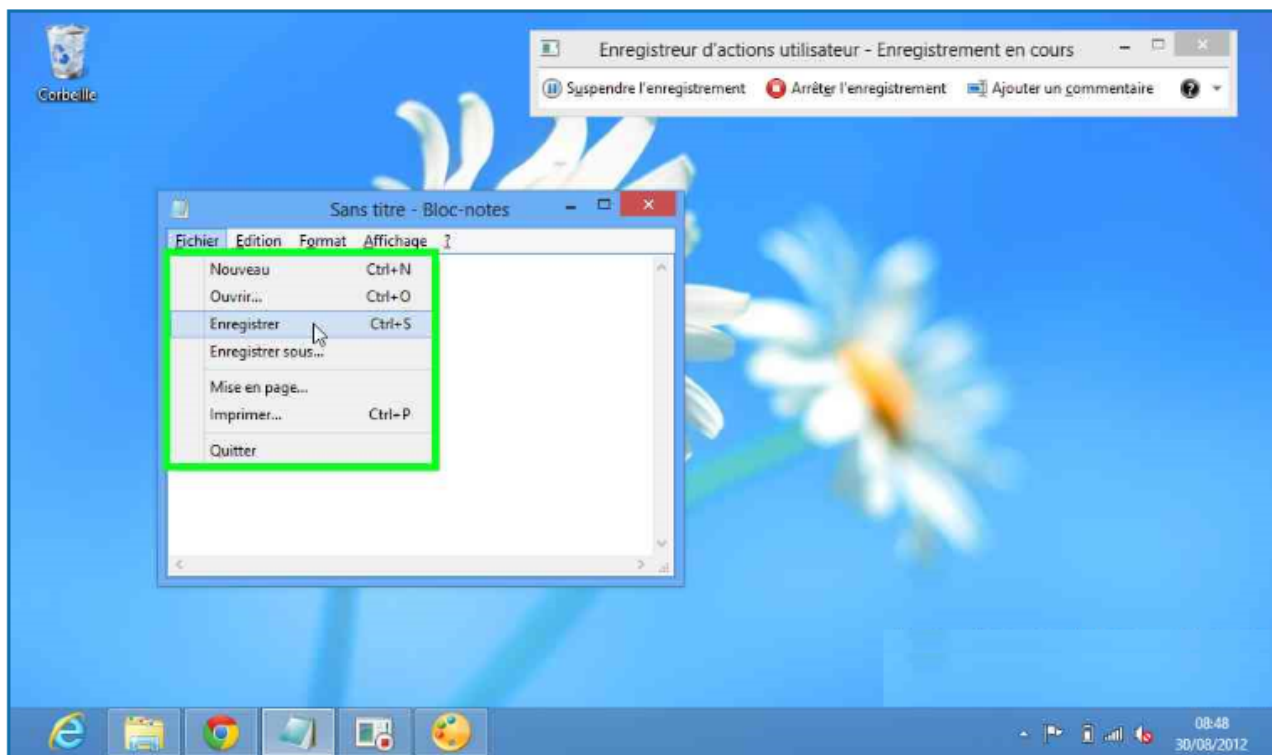 Corbeille
Enregistreur d'actions utilisateur - Enregistrement en cours
Suspendre l'enregistrement Arrêter l'enregistrement Ajouter un commentaire ?
Sans titre - Bloc-notes
Fichier Edition Format Affichage ?
Nouveau Ctrl+N
Ouvrir... Ctrl+O
Enregistrer Ctrl+S
Enregistrer sous...
Mise en page...
Imprimer... Ctrl+P
Quitter
08:48
30/08/2012